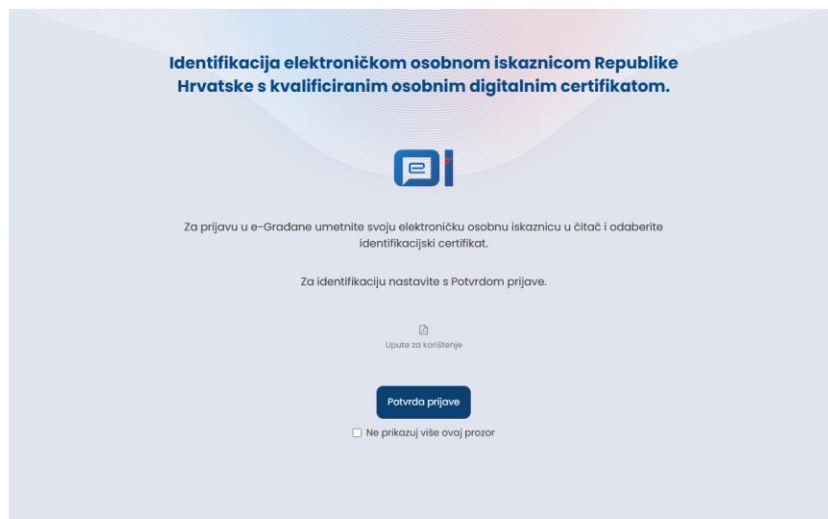 Identifikacija elektroničkom osobnom iskaznicom Republike
Hrvatske s kvalificiranim osobnim digitalnim certifikatom.
e
Za prijavu u e-Građane umetnite svoju elektroničku osobnu iskaznicu u čitač i odaberite
identifikacijski certifikat.
Za identifikaciju nastavite s Potvrdom prijave.
Upute za korištenje
Potvrda prijave
Ne prikazuj više ovaj prozor